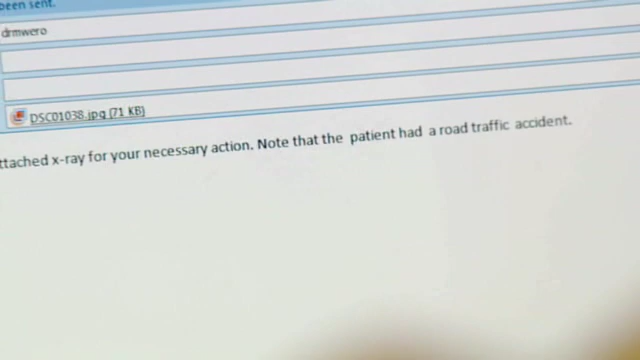 been sent.
drmwero
DSC01038.jpg (71 KB)
ttached x-ray for your necessary action. Note that the patient had a road traffic accident.